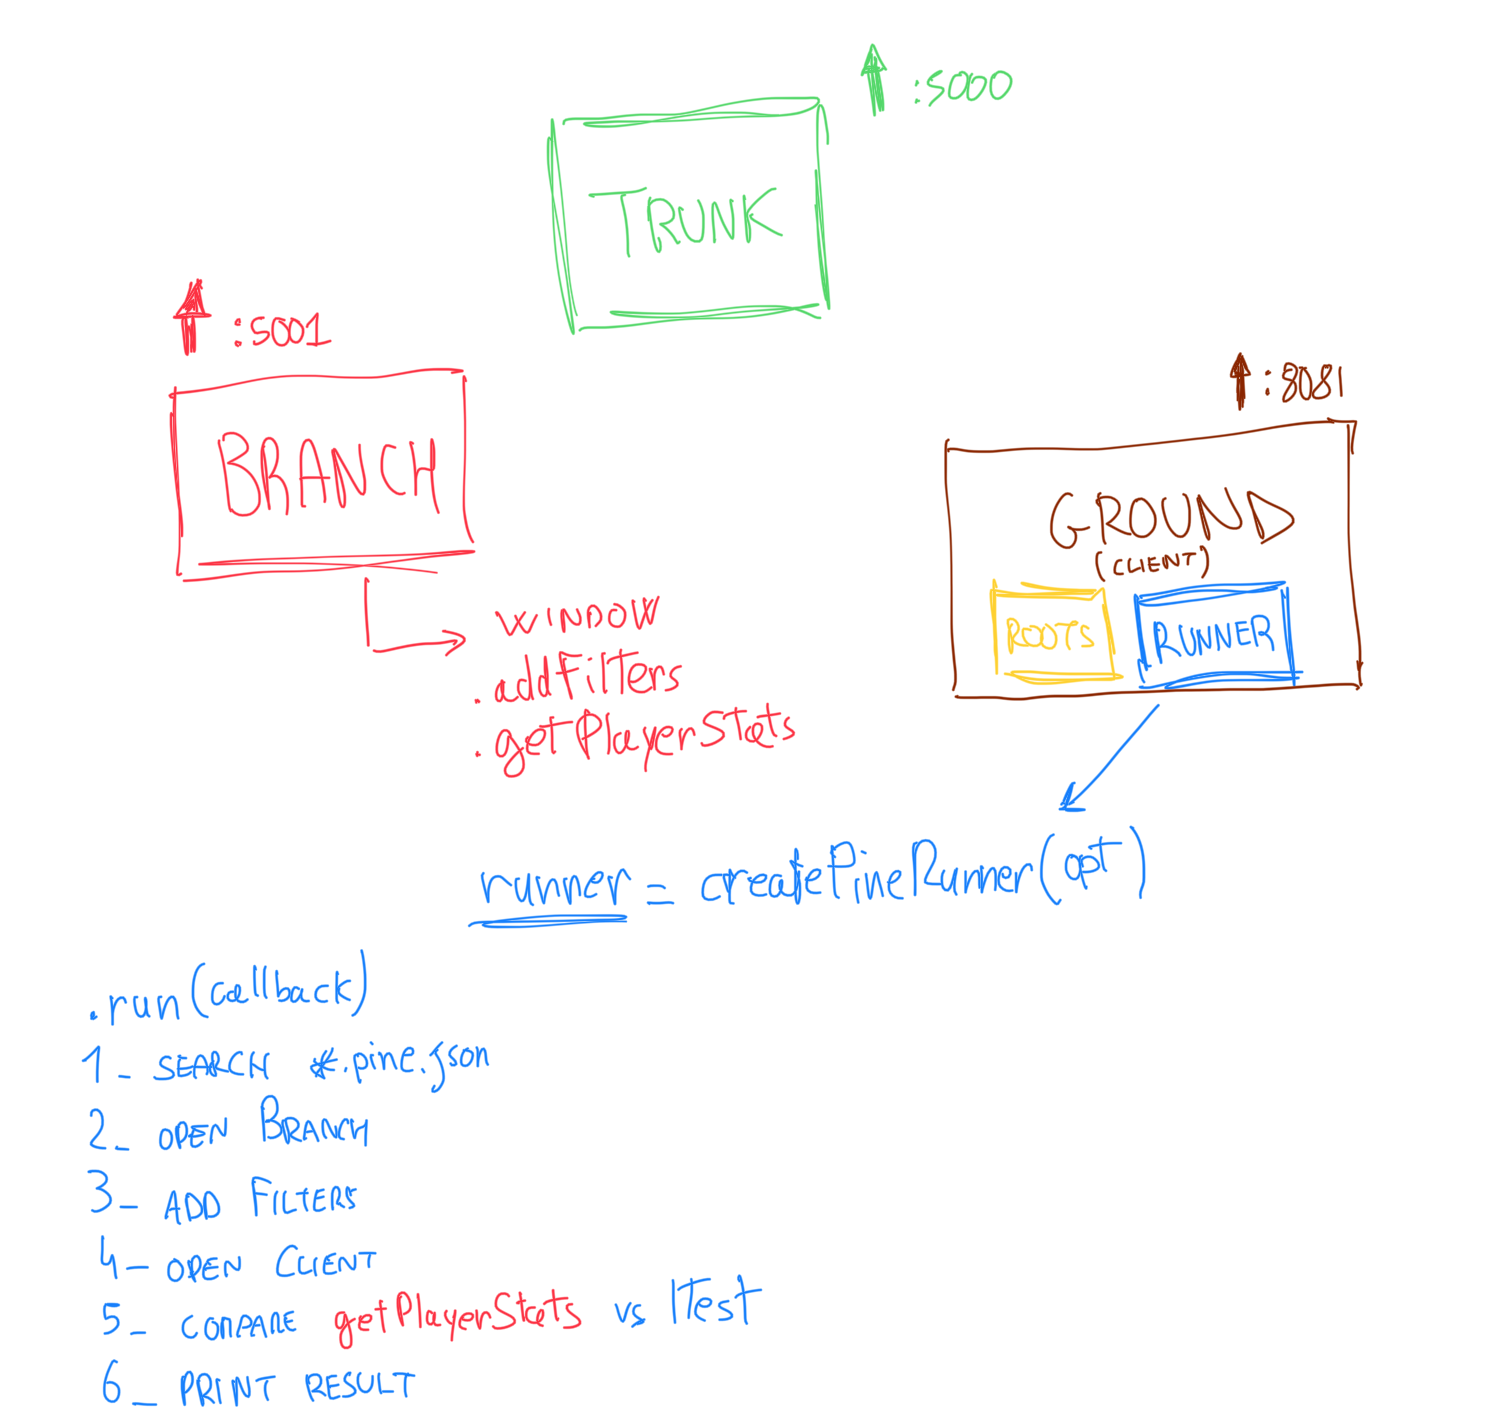 :5000
TRUNK
:5001
BRANCH
:8081
GROUND
(CLIENT)
ROOTS
RUNNER
WINDOW
.addFilTers
.getPlayerStats
runner = createPineRunner(opt)
.run(callback)
1_ SEARCH *.pine.json
2_ OPEN BRANCH
3_ ADD FILTERS
4_ OPEN CLIENT
5_ COMPARE getPlayerStats vs ITest
6_ PRINT RESULT